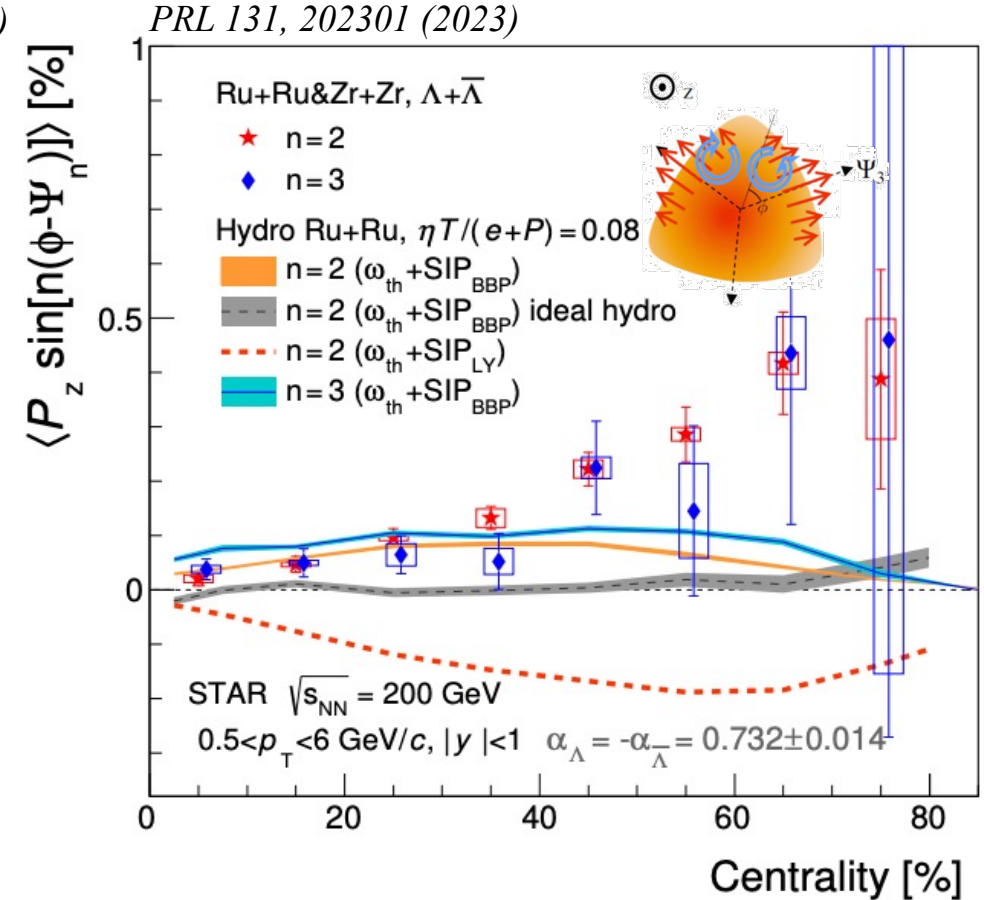 )
PRL 131, 202301 (2023)
⟨P_z sin[n(ϕ-Ψ_n)]⟩ [%]
1
0.5
0
Ru+Ru&Zr+Zr, Λ+Λ̅
n=2
n=3
Hydro Ru+Ru, ηT/(e+P)=0.08
n=2 (ω_th+SIP_BBP)
n=2 (ω_th+SIP_BBP) ideal hydro
n=2 (ω_th+SIP_LY)
n=3 (ω_th+SIP_BBP)
z
Ψ_3
ϕ
STAR √s_NN = 200 GeV
0.5<p_T<6 GeV/c, |y|<1 α_Λ = -α_Λ̅ = 0.732±0.014
0 20 40 60 80
Centrality [%]